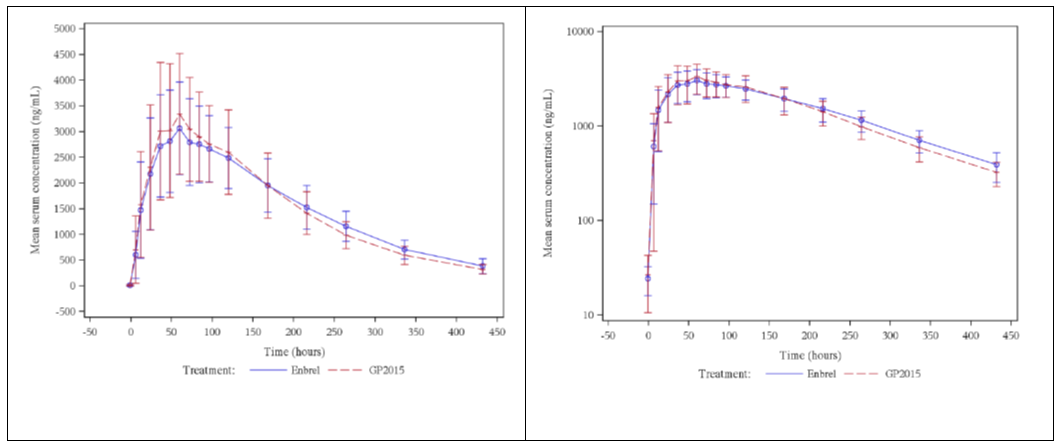 5000
4500
4000
3500
3000
2500
2000
1500
1000
500
0
-500
Mean serum concentration (ng/mL)
-50 0 50 100 150 200 250 300 350 400 450
Time (hours)
Treatment: Enbrel GP2015
10000
1000
100
10
Mean serum concentration (ng/mL)
-50 0 50 100 150 200 250 300 350 400 450
Time (hours)
Treatment: Enbrel GP2015